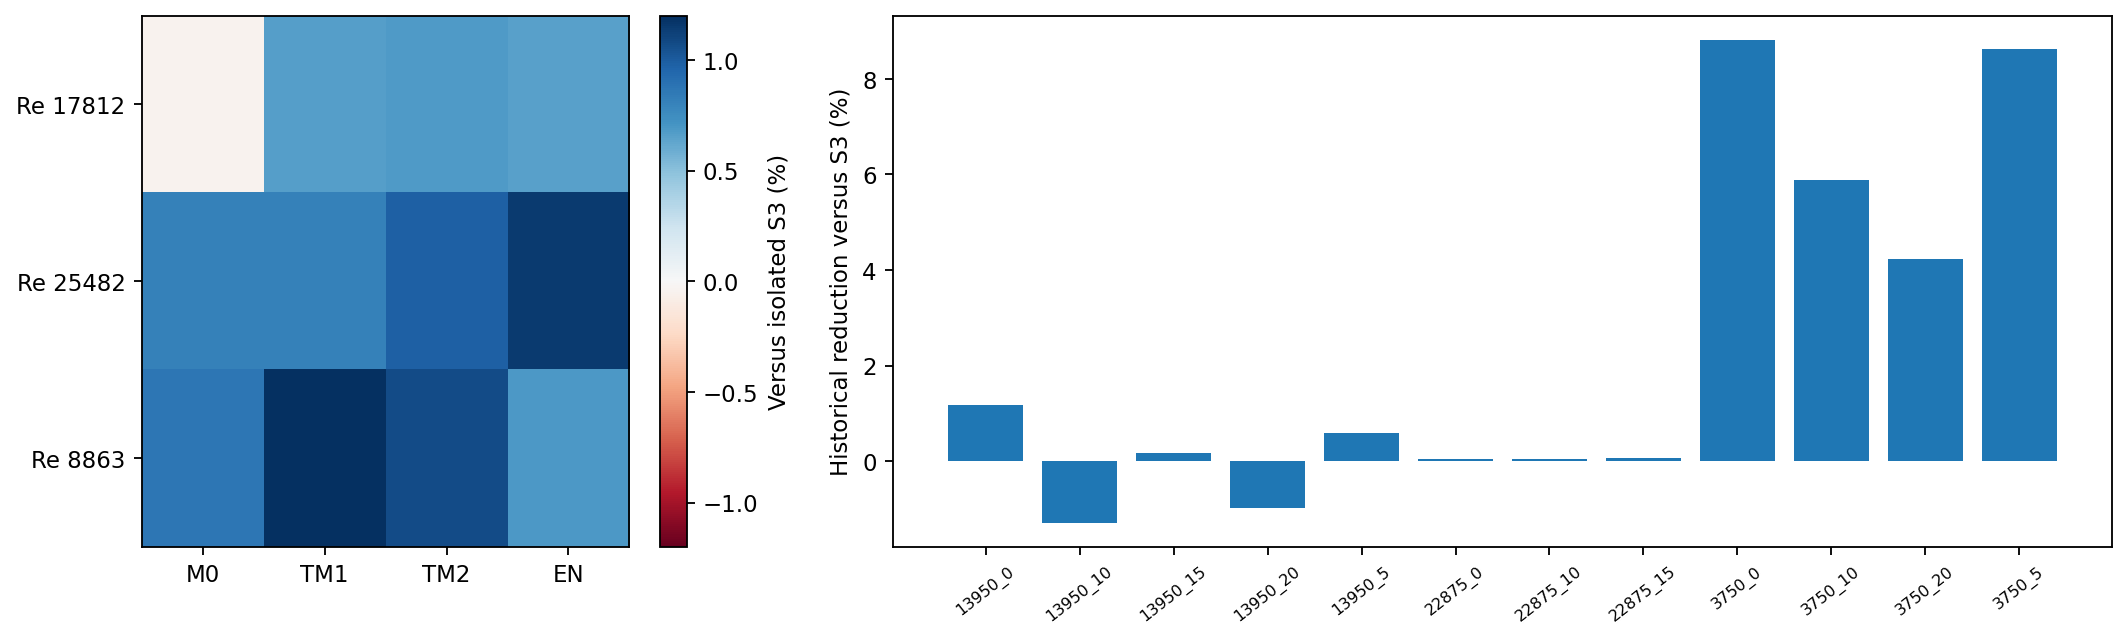 Re 17812
Re 25482
Re 8863
M0 TM1 TM2 EN
1.0
0.5
0.0
−0.5
−1.0
Versus isolated S3 (%)
Historical reduction versus S3 (%)
8
6
4
2
0
13950_0 13950_10 13950_15 13950_20 13950_5 22875_0 22875_10 22875_15 3750_0 3750_10 3750_20 3750_5